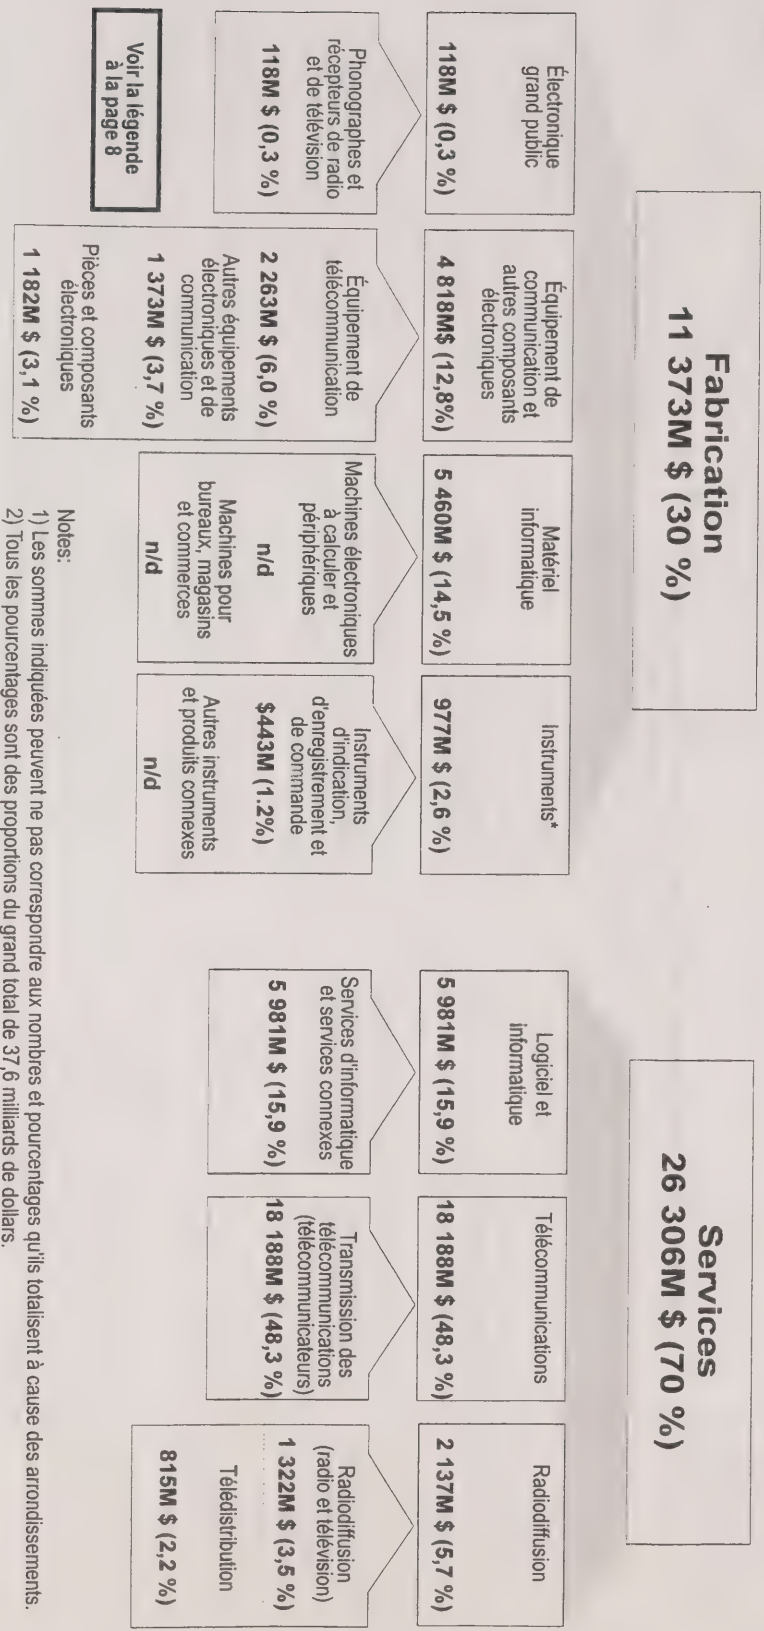 Fabrication
11 373M $ (30 %)
Services
26 306M $ (70 %)
Électronique
grand public
118M $ (0,3 %)
Équipement de
communication et
autres composants
électroniques
4 818M$ (12,8%)
Matériel
informatique
5 460M $ (14,5 %)
Instruments*
977M $ (2,6 %)
Logiciel et
informatique
5 981M $ (15,9 %)
Télécommunications
18 188M $ (48,3 %)
Radiodiffusion
2 137M $ (5,7 %)
Phonographes et
récepteurs de radio
et de télévision
118M $ (0,3 %)
Équipement de
télécommunication
2 263M $ (6,0 %)
Autres équipements
électroniques et de
communication
1 373M $ (3,7 %)
Pièces et composants
électroniques
1 182M $ (3,1 %)
Machines électroniques
à calculer et
périphériques
n/d
Machines pour
bureaux, magasins
et commerces
n/d
Instruments
d'indication,
d'enregistrement et
de commande
$443M (1.2%)
Autres instruments
et produits connexes
n/d
Services d'informatique
et services connexes
5 981M $ (15,9 %)
Transmission des
télécommunications
(télécommunicateurs)
18 188M $ (48,3 %)
Radiodiffusion
(radio et télévision)
1 322M $ (3,5 %)
Télédistribution
815M $ (2,2 %)
Voir la légende
à la page 8
Notes:
1) Les sommes indiquées peuvent ne pas correspondre aux nombres et pourcentages qu'ils totalisent à cause des arrondissements.
2) Tous les pourcentages sont des proportions du grand total de 37,6 milliards de dollars.